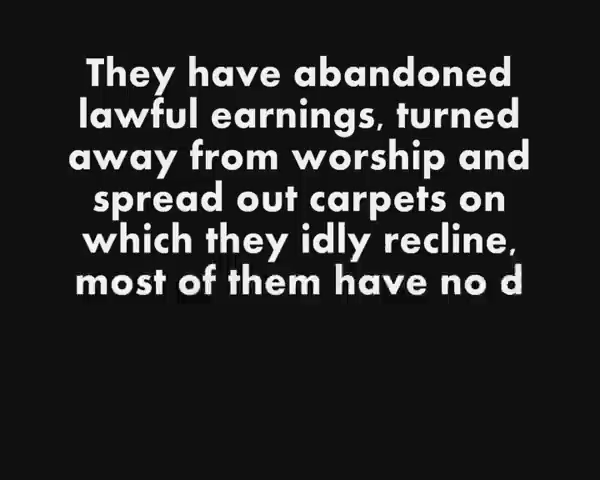 They have abandoned
lawful earnings, turned
away from worship and
spread out carpets on
which they idly recline,
most of them have no d